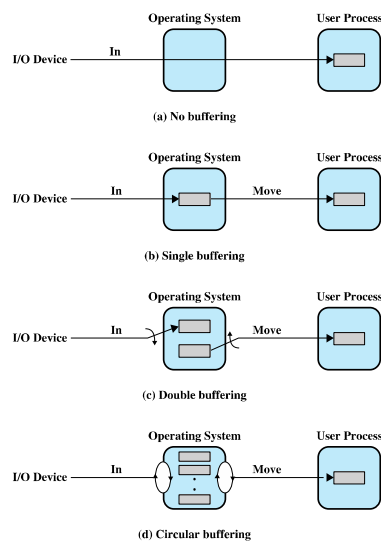 Operating System User Process
I/O Device In
(a) No buffering
Operating System User Process
I/O Device In Move
(b) Single buffering
Operating System User Process
I/O Device In Move
(c) Double buffering
Operating System User Process
I/O Device In Move
(d) Circular buffering